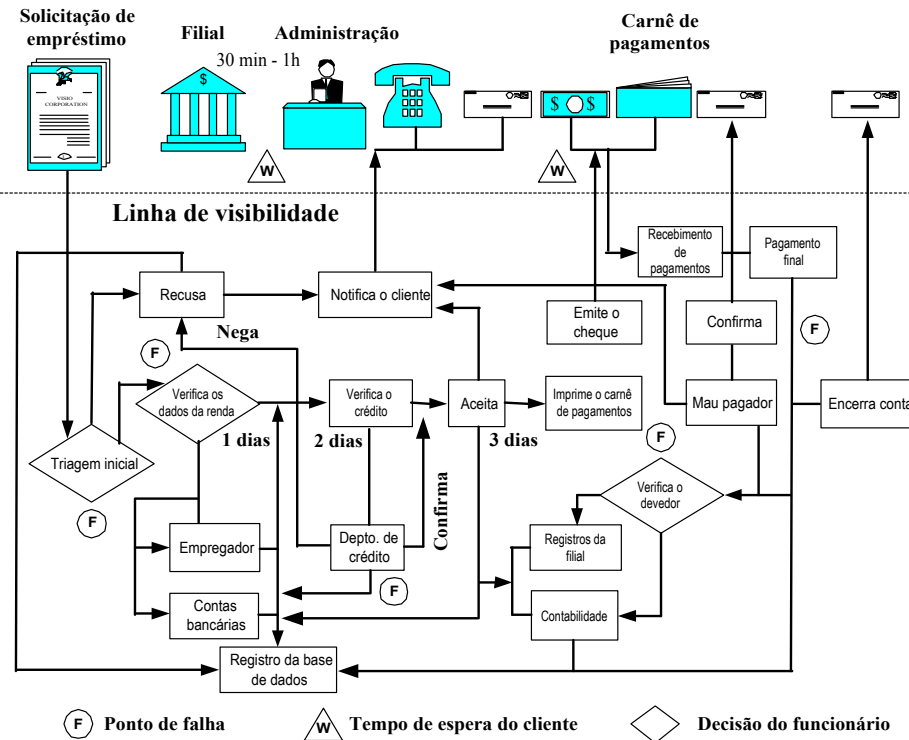 Solicitação de
empréstimo
Filial
Administração
Carnê de
pagamentos
30 min - 1h
$
VISIO
CORPORATION
$ $
W
W
Linha de visibilidade
Recebimento
de
pagamentos
Pagamento
final
Recusa
Notifica o cliente
Emite o
cheque
Confirma
F
Nega
F
Verifica os
dados da renda
Verifica o
crédito
Aceita
Imprime o carnê
de pagamentos
Mau pagador
Encerra conta
1 dias
2 dias
3 dias
F
Triagem inicial
Verifica o
devedor
Confirma
F
Empregador
Depto. de
crédito
Registros da
filial
F
Contas
bancárias
Contabilidade
Registro da base
de dados
F Ponto de falha
W Tempo de espera do cliente
Decisão do funcionário